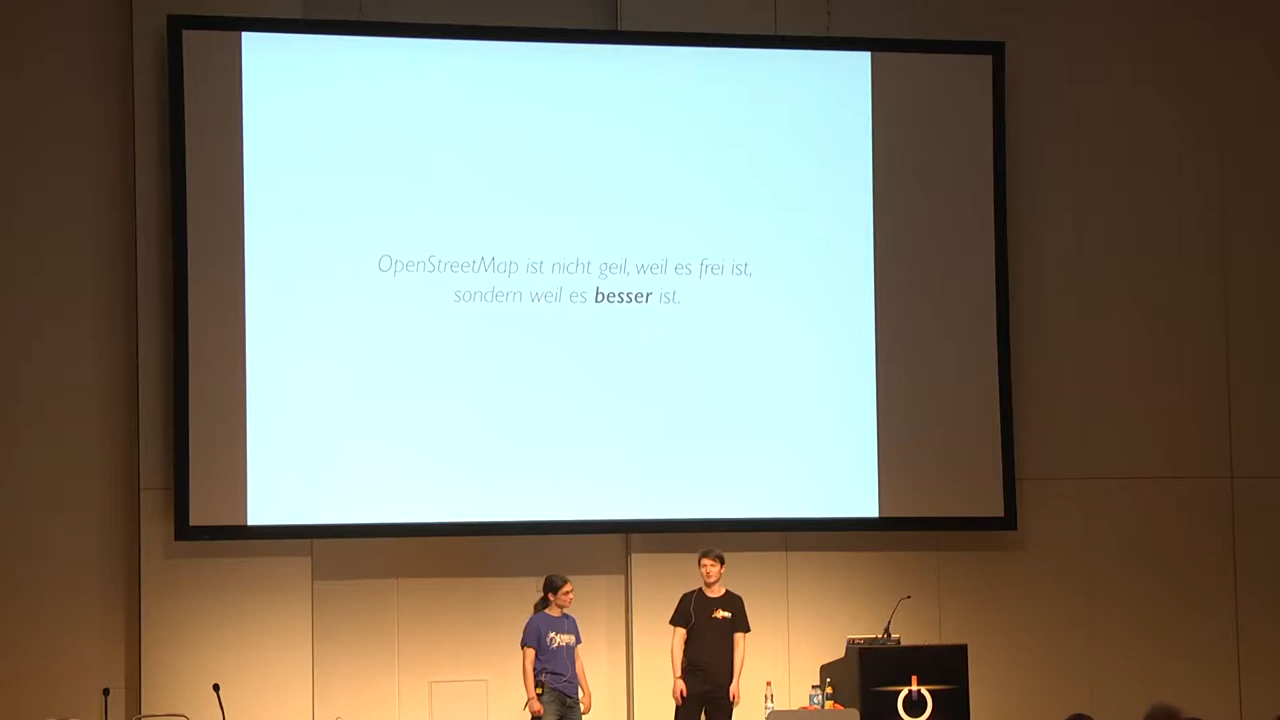 OpenStreetMap ist nicht geil, weil es frei ist,
sondern weil es besser ist.